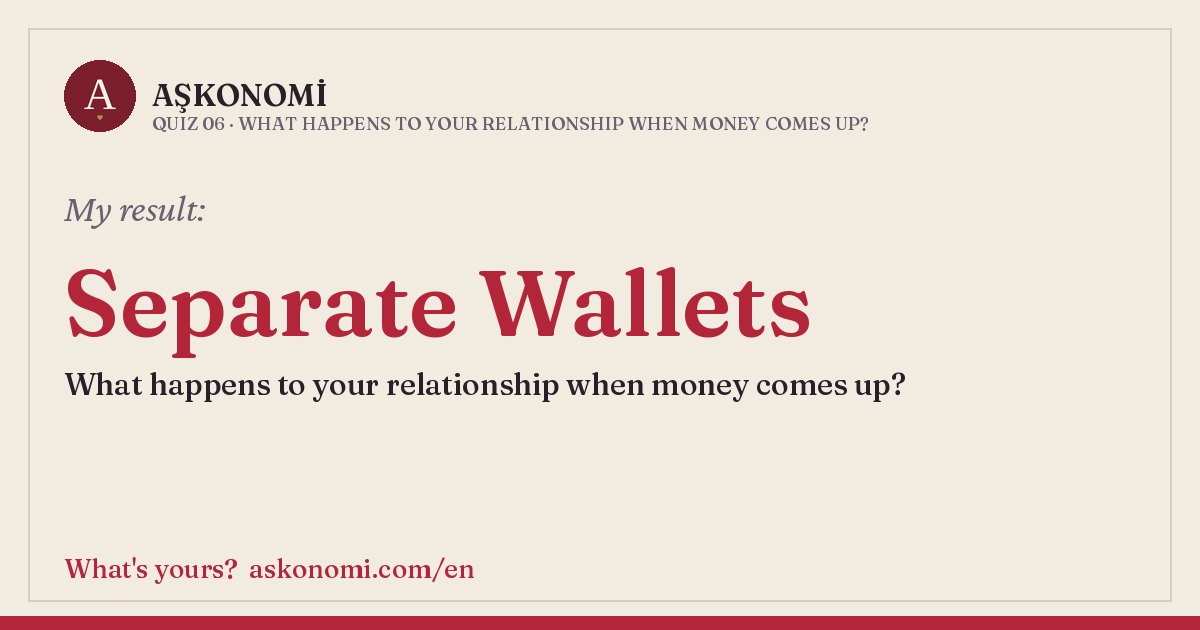 A
AŞKONOMİ
QUIZ 06 · WHAT HAPPENS TO YOUR RELATIONSHIP WHEN MONEY COMES UP?
My result:
Separate Wallets
What happens to your relationship when money comes up?
What's yours? askonomi.com/en